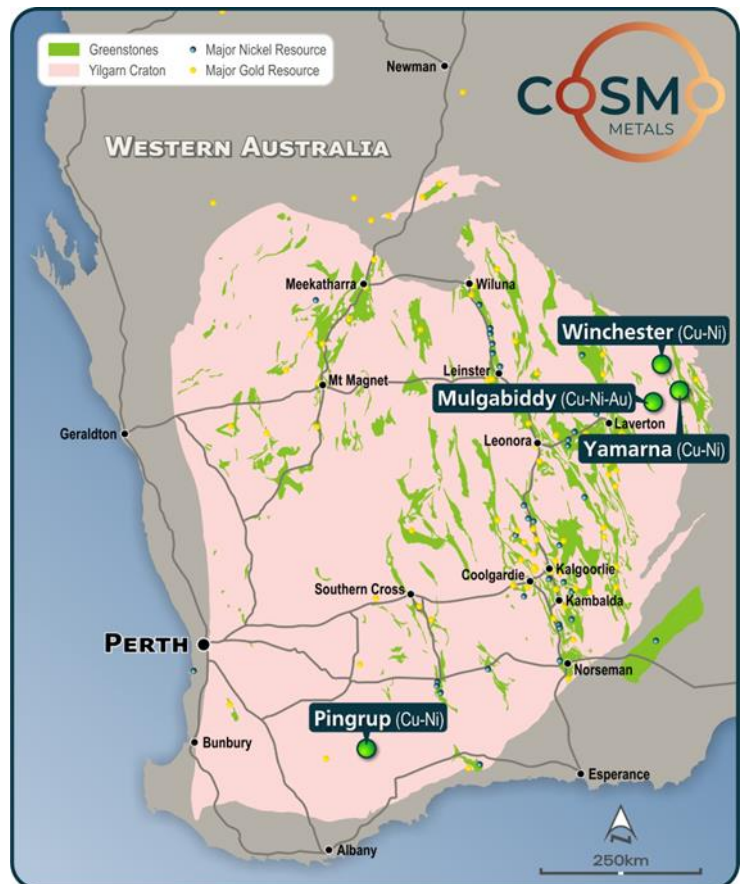 Greenstones
Major Nickel Resource
Yilgarn Craton
Major Gold Resource
Newman
COSMO
METALS
WESTERN AUSTRALIA
Meekatharra
Wiluna
Winchester (Cu-Ni)
Leinster
Mt Magnet
Mulgabiddy (Cu-Ni-Au)
Laverton
Geraldton
Leonora
Yamarna (Cu-Ni)
Coolgardie
Kalgoorlie
Southern Cross
Kambalda
PERTH
Norseman
Pingrup (Cu-Ni)
Bunbury
Esperance
N
250km
Albany